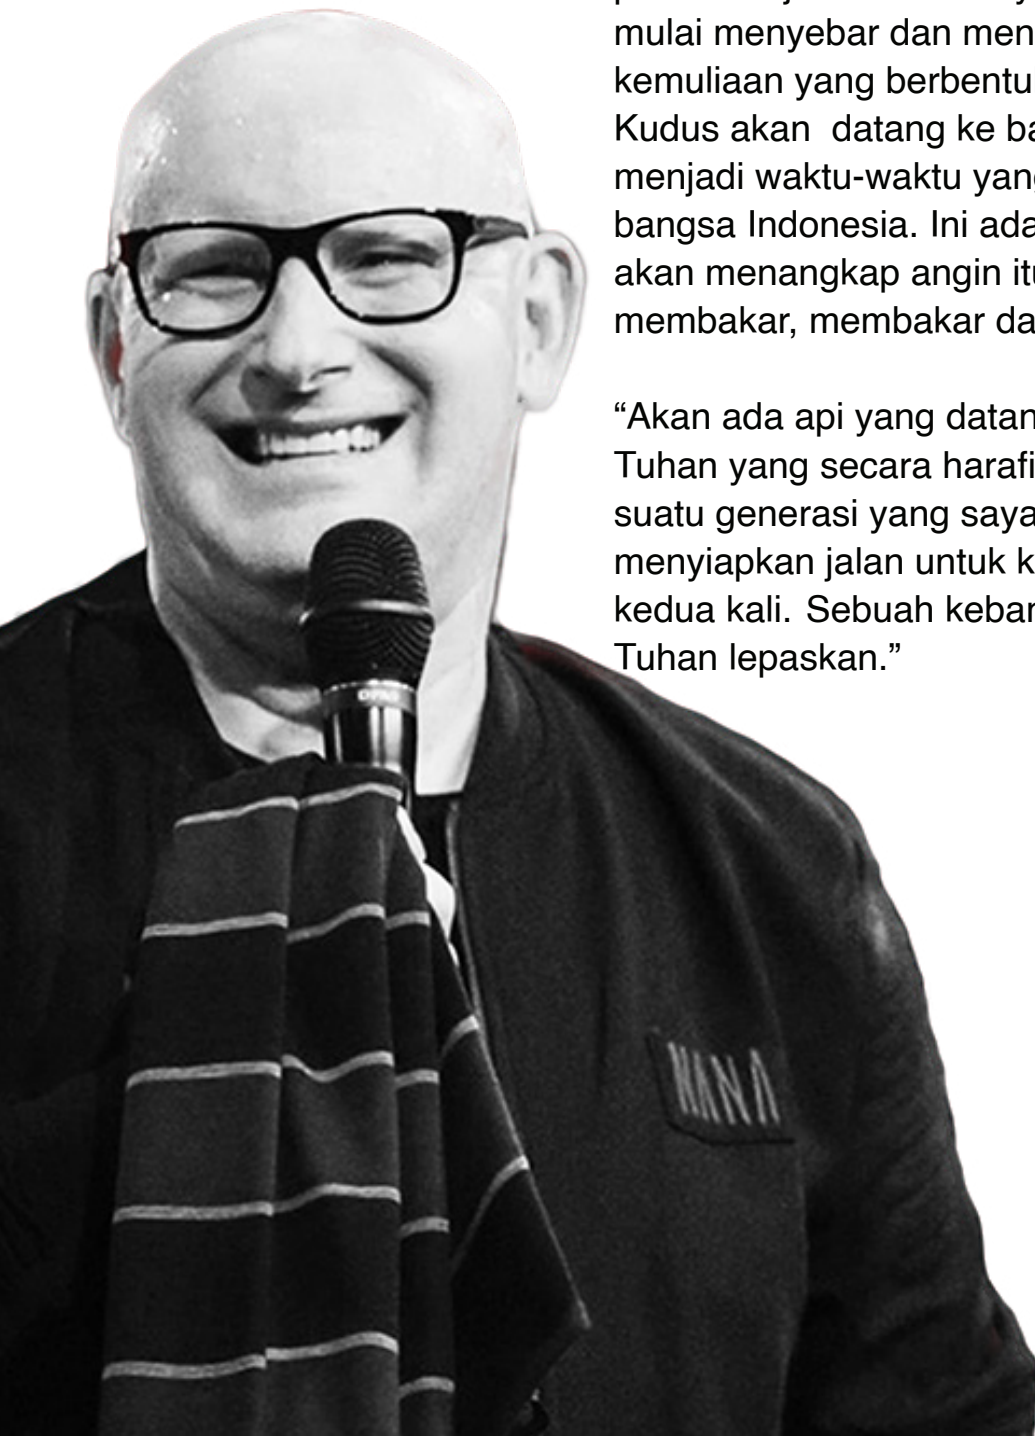 mulai menyebar dan men
kemuliaan yang berbentu
Kudus akan  datang ke ba
menjadi waktu-waktu yang
bangsa Indonesia. Ini ada
akan menangkap angin itu
membakar, membakar da
“Akan ada api yang datan
Tuhan yang secara harafi
suatu generasi yang saya
menyiapkan jalan untuk k
kedua kali. Sebuah kebar
Tuhan lepaskan.”